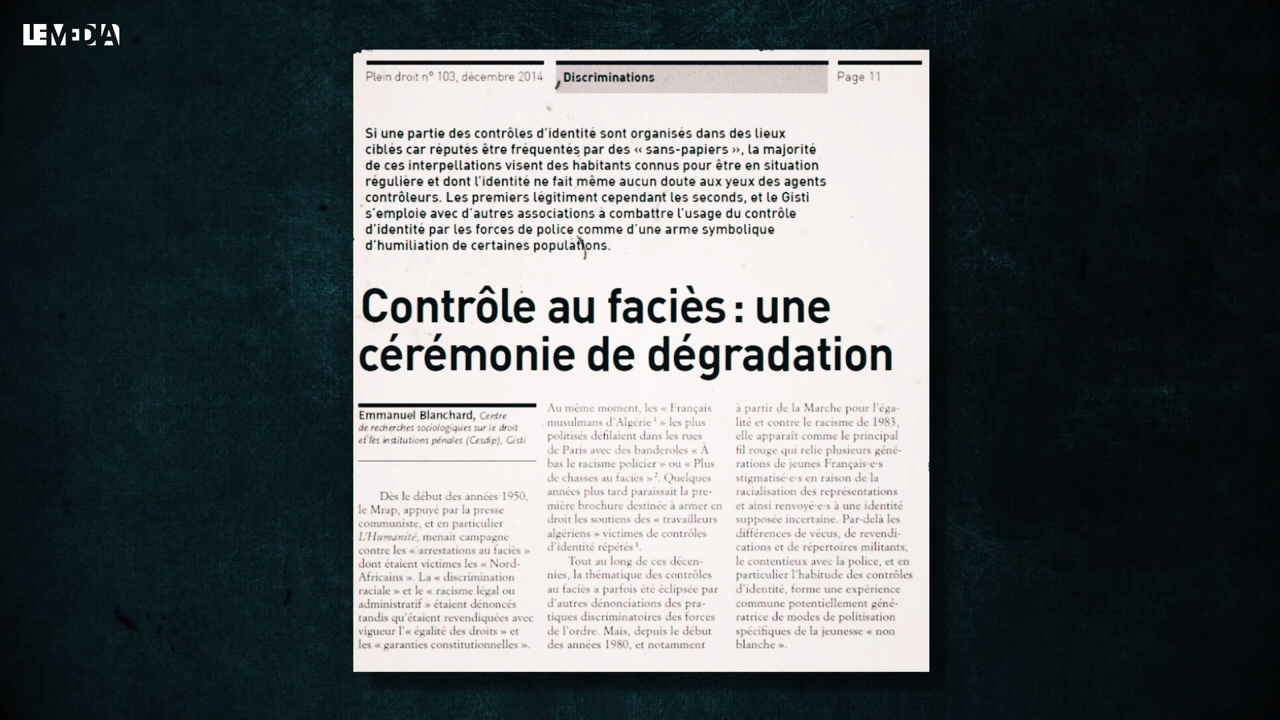 LEMEDIA
Plein droit n° 103, décembre 2014
Discriminations
Page 11
Si une partie des contrôles d'identité sont organisés dans des lieux
ciblés car réputés être fréquentés par des « sans-papiers », la majorité
de ces interpellations visent des habitants connus pour être en situation
régulière et dont l'identité ne fait même aucun doute aux yeux des agents
contrôleurs. Les premiers légitiment cependant les seconds, et le Gisti
s'emploie avec d'autres associations à combattre l'usage du contrôle
d'identité par les forces de police comme d'une arme symbolique
d'humiliation de certaines populations.
Contrôle au faciès : une
cérémonie de dégradation
Emmanuel Blanchard, Centre
de recherches sociologiques sur le droit
et les institutions pénales (Cesdip), Gisti
Dès le début des années 1950,
le Mrap, appuyé par la presse
communiste, et en particulier
L'Humanité, menait campagne
contre les « arrestations au faciès »
dont étaient victimes les « Nord-
Africains ». La « discrimination
raciale » et le « racisme légal ou
administratif » étaient dénoncés
tandis qu'étaient revendiquées avec
vigueur l'« égalité des droits » et
les « garanties constitutionnelles ».
Au même moment, les « Français
musulmans d'Algérie ¹ » les plus
politisés défilaient dans les rues
de Paris avec des banderoles « À
bas le racisme policier » ou « Plus
de chasses au faciès » ². Quelques
années plus tard paraissait la pre-
mière brochure destinée à armer en
droit les soutiens des « travailleurs
algériens » victimes de contrôles
d'identité répétés ³.
Tout au long de ces décen-
nies, la thématique des contrôles
au faciès a parfois été éclipsée par
d'autres dénonciations des pra-
tiques discriminatoires des forces
de l'ordre. Mais, depuis le début
des années 1980, et notamment
à partir de la Marche pour l'éga-
lité et contre le racisme de 1983,
elle apparaît comme le principal
fil rouge qui relie plusieurs géné-
rations de jeunes Français·e·s
stigmatisé·e·s en raison de la
racialisation des représentations
et ainsi renvoyé·e·s à une identité
supposée incertaine. Par-delà les
différences de vécus, de revendi-
cations et de répertoires militants,
le contentieux avec la police, et en
particulier l'habitude des contrôles
d'identité, forme une expérience
commune potentiellement géné-
ratrice de modes de politisation
spécifiques de la jeunesse « non
blanche ».